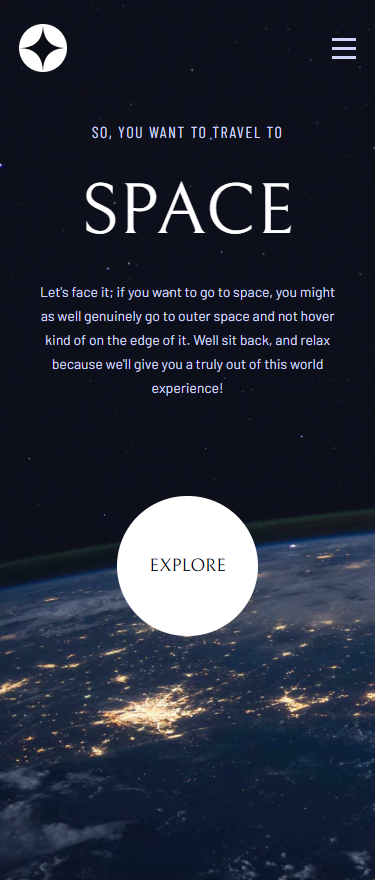 SO, YOU WANT TO TRAVEL TO
SPACE
Let's face it; if you want to go to space, you might
as well genuinely go to outer space and not hover
kind of on the edge of it. Well sit back, and relax
because we'll give you a truly out of this world
experience!
EXPLORE